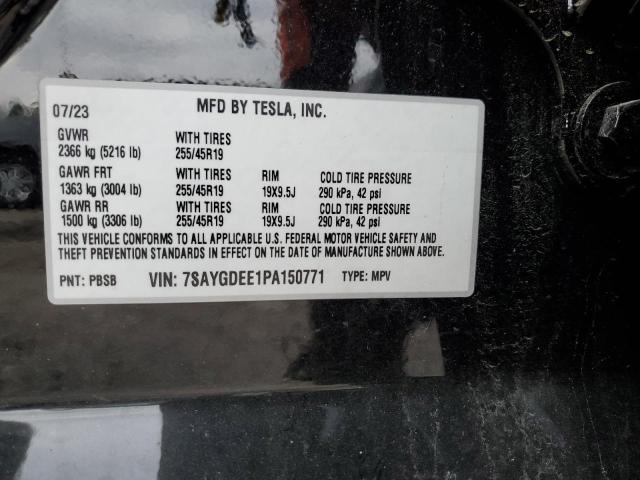 07/23 MFD BY TESLA, INC.
GVWR WITH TIRES
2366 kg (5216 lb) 255/45R19
GAWR FRT WITH TIRES RIM COLD TIRE PRESSURE
1363 kg (3004 lb) 255/45R19 19X9.5J 290 kPa, 42 psi
GAWR RR WITH TIRES RIM COLD TIRE PRESSURE
1500 kg (3306 lb) 255/45R19 19X9.5J 290 kPa, 42 psi
THIS VEHICLE CONFORMS TO ALL APPLICABLE U.S. FEDERAL MOTOR VEHICLE SAFETY AND
THEFT PREVENTION STANDARDS IN EFFECT ON THE DATE OF MANUFACTURE SHOWN ABOVE.
PNT: PBSB VIN: 7SAYGDEE1PA150771 TYPE: MPV